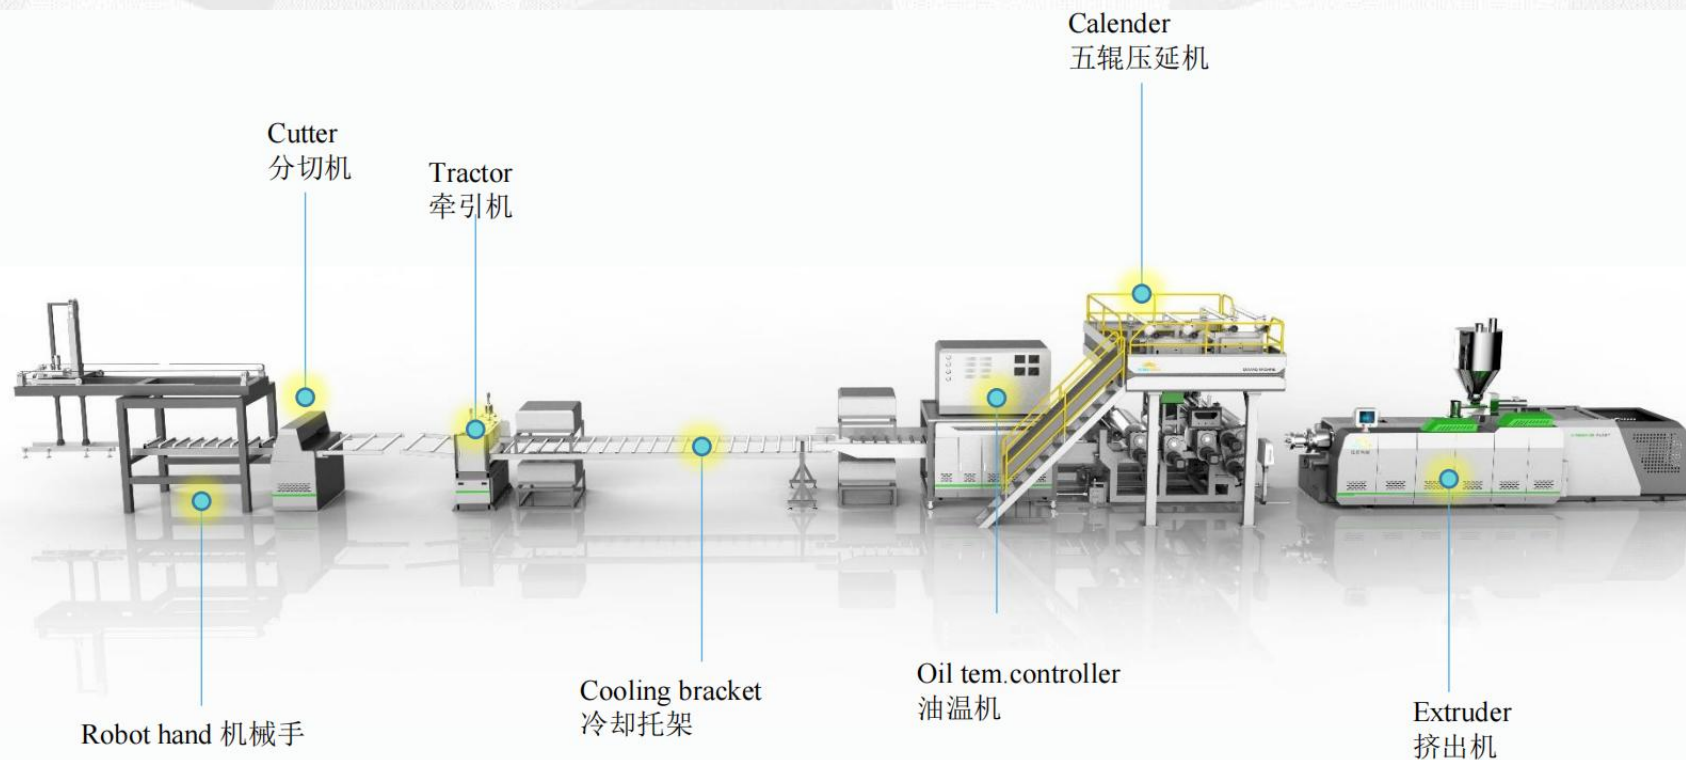 Calender
五辊压延机
Cutter
分切机
Tractor
牵引机
Oil tem.controller
油温机
Cooling bracket
冷却托架
Extruder
挤出机
Robot hand 机械手